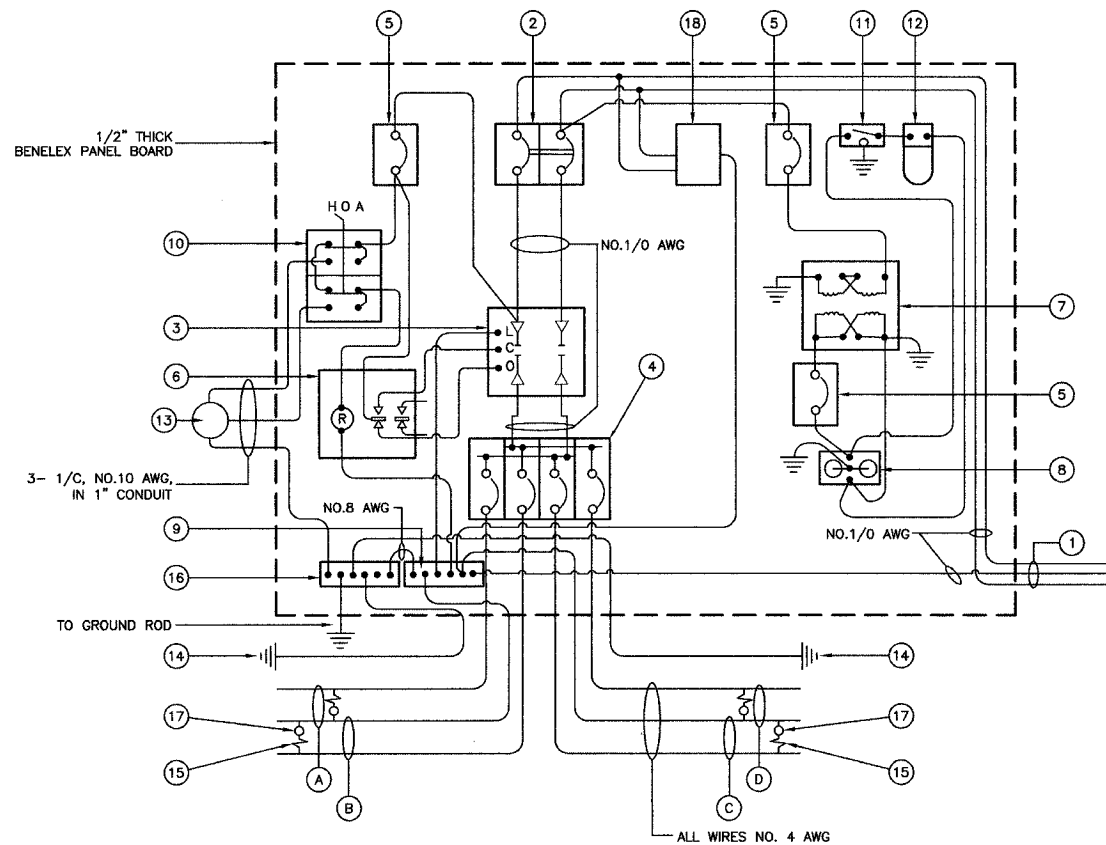 5
2
18
5
11
12
1/2" THICK
BENELEX PANEL BOARD
H O A
10
NO.1/0 AWG
3
L
C
O
7
6
4
13
R
5
3- 1/C, NO.10 AWG,
IN 1" CONDUIT
8
NO.8 AWG
9
NO.1/0 AWG
1
16
TO GROUND ROD
14
14
17
17
15
15
A
B
C
D
ALL WIRES NO. 4 AWG